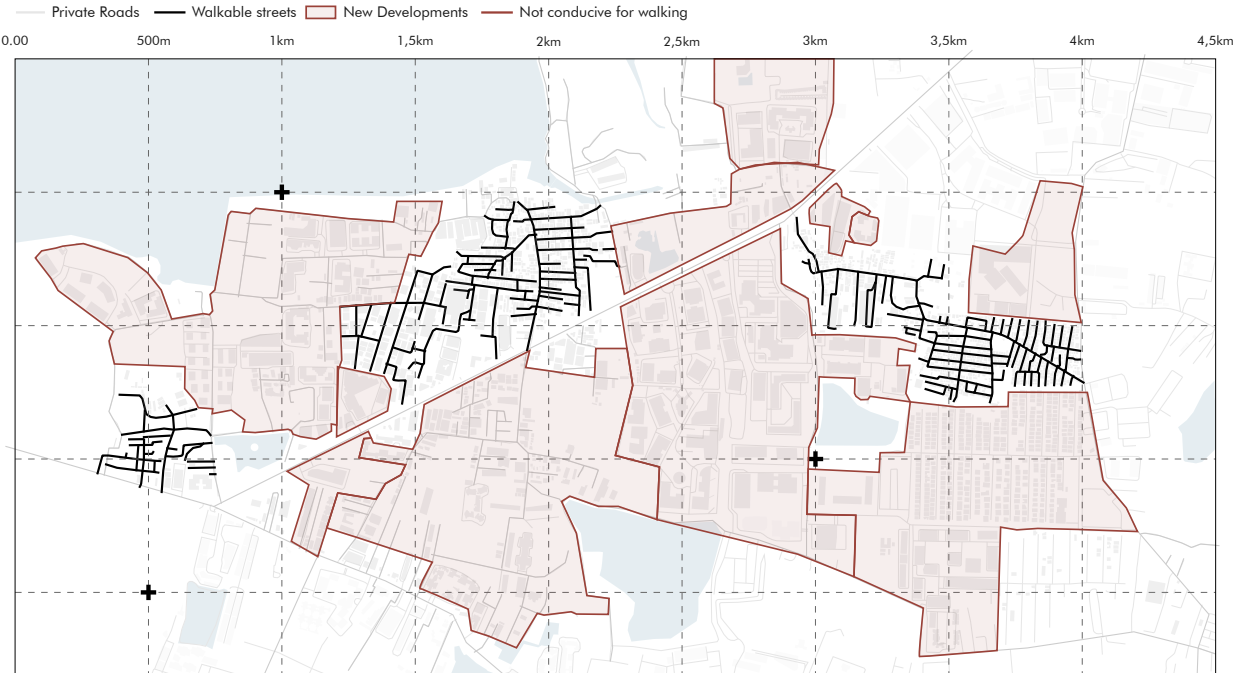 Private Roads Walkable streets New Developments Not conducive for walking
0.00 500m 1km 1,5km 2km 2,5km 3km 3,5km 4km 4,5km